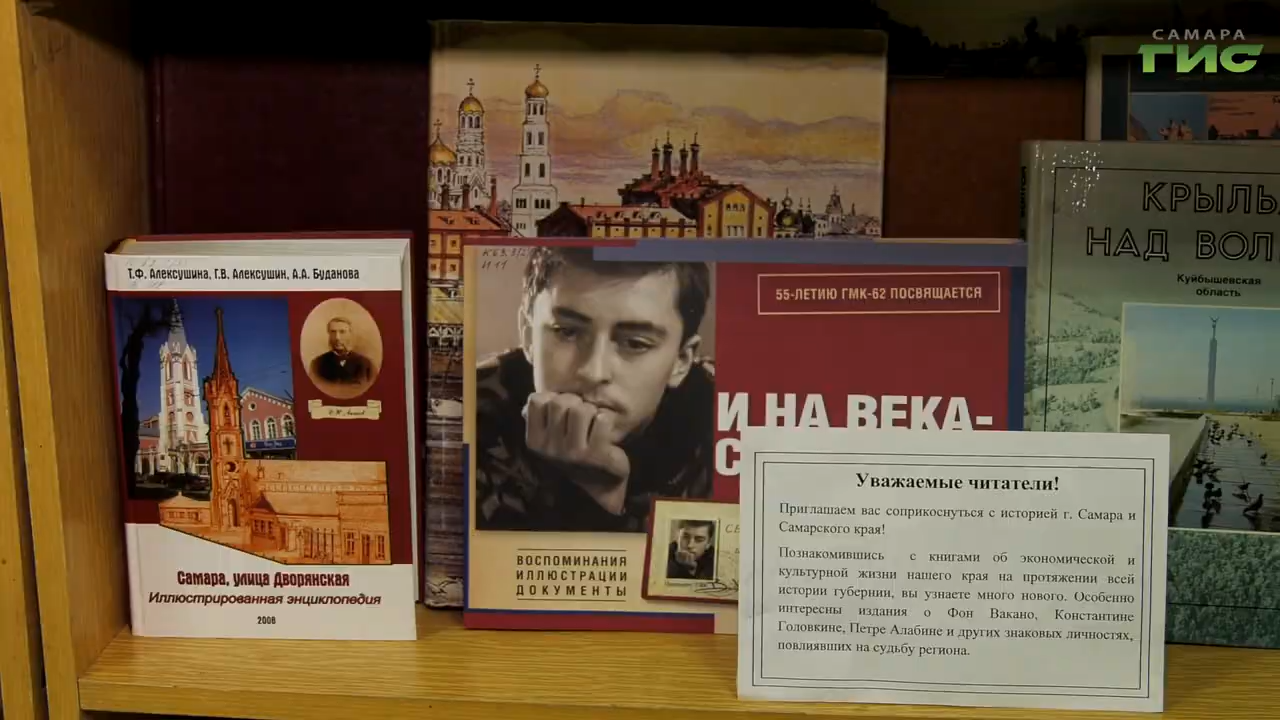 САМАРА
ГИС
Т.Ф. Алексушина, Г.В. Алексушин, А.А. Буданова
Самара, улица Дворянская
Иллюстрированная энциклопедия
2006
55-ЛЕТИЮ ГМК-62 ПОСВЯЩАЕТСЯ
И НА ВЕКА-
ВОСПОМИНАНИЯ
ИЛЛЮСТРАЦИИ
ДОКУМЕНТЫ
КРЫЛЬ
НАД ВОЛ
Куйбышевская
область
Уважаемые читатели!
Приглашаем вас соприкоснуться с историей г. Самара и
Самарского края!
Познакомившись с книгами об экономической и
культурной жизни нашего края на протяжении всей
истории губернии, вы узнаете много нового. Особенно
интересны издания о Фон Вакано, Константине
Головкине, Петре Алабине и других знаковых личностях,
повлиявших на судьбу региона.